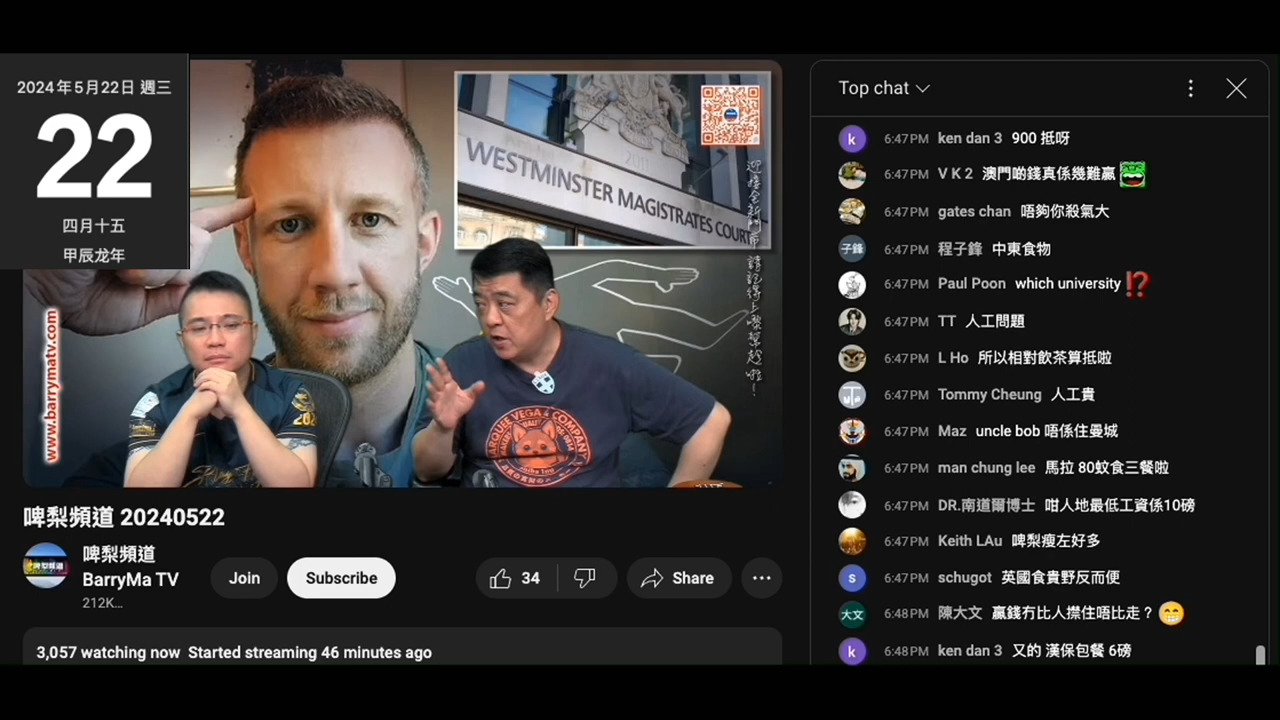 2024年5月22日 週三
22
四月十五
甲辰龙年
2011
WESTMINSTER MAGISTRATES COURT
www.barrymatv.com
202
MARQUEE VEGA & COMPANY
啤梨頻道 20240522
啤梨頻道
BarryMa TV
212K...
Join
Subscribe
34
Share
3,057 watching now Started streaming 46 minutes ago
Top chat
6:47PM ken dan 3 900 抵呀
6:47PM V K 2 澳門啲錢真係幾難贏
6:47PM gates chan 唔夠你殺氣大
子鋒 6:47PM 程子鋒 中東食物
6:47PM Paul Poon which university ⁉️
6:47PM TT 人工問題
6:47PM L Ho 所以相對飲茶算抵啦
6:47PM Tommy Cheung 人工貴
6:47PM Maz uncle bob 唔係住曼城
6:47PM man chung lee 馬拉 80蚊食三餐啦
6:47PM DR.南道爾博士 咁人地最低工資係10磅
6:47PM Keith LAu 啤梨瘦左好多
s 6:47PM schugot 英國食貴野反而便
大文 6:48PM 陳大文 贏錢冇比人㩒住唔比走？😁
k 6:48PM ken dan 3 又的 漢保包餐 6磅